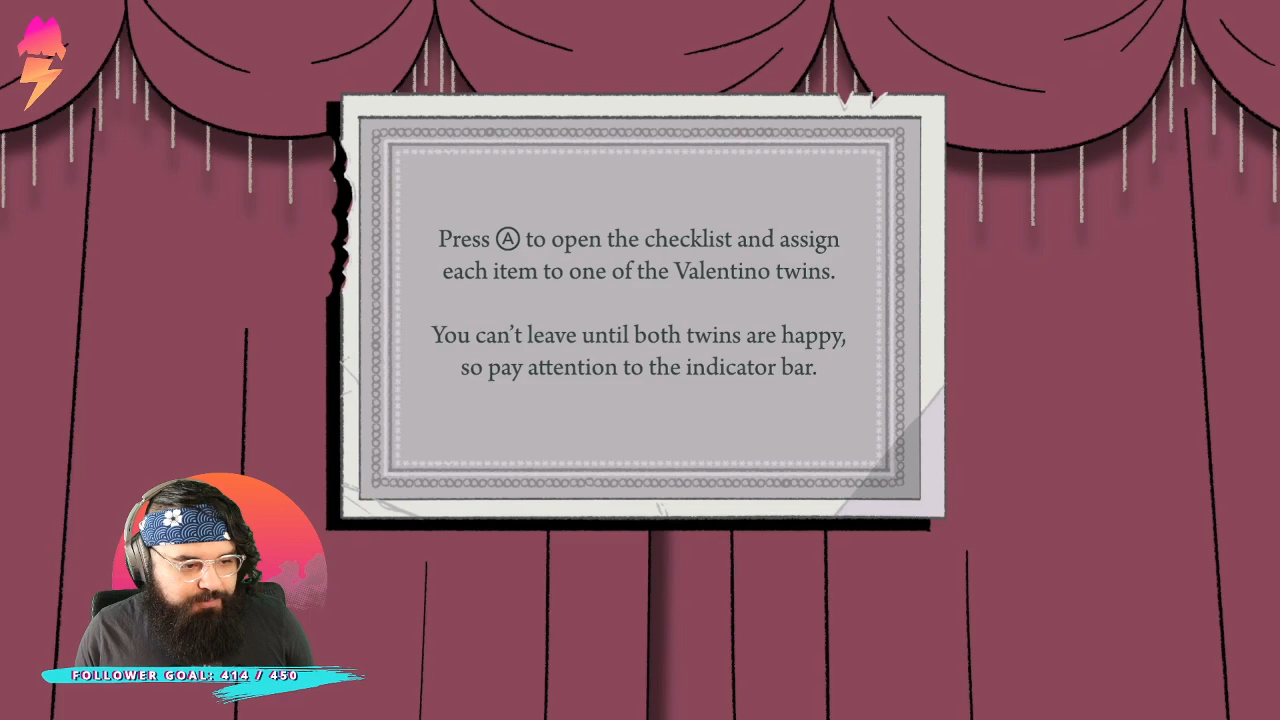 Press Ⓐ to open the checklist and assign
each item to one of the Valentino twins.
You can't leave until both twins are happy,
so pay attention to the indicator bar.
FOLLOWER GOAL: 414 // 450